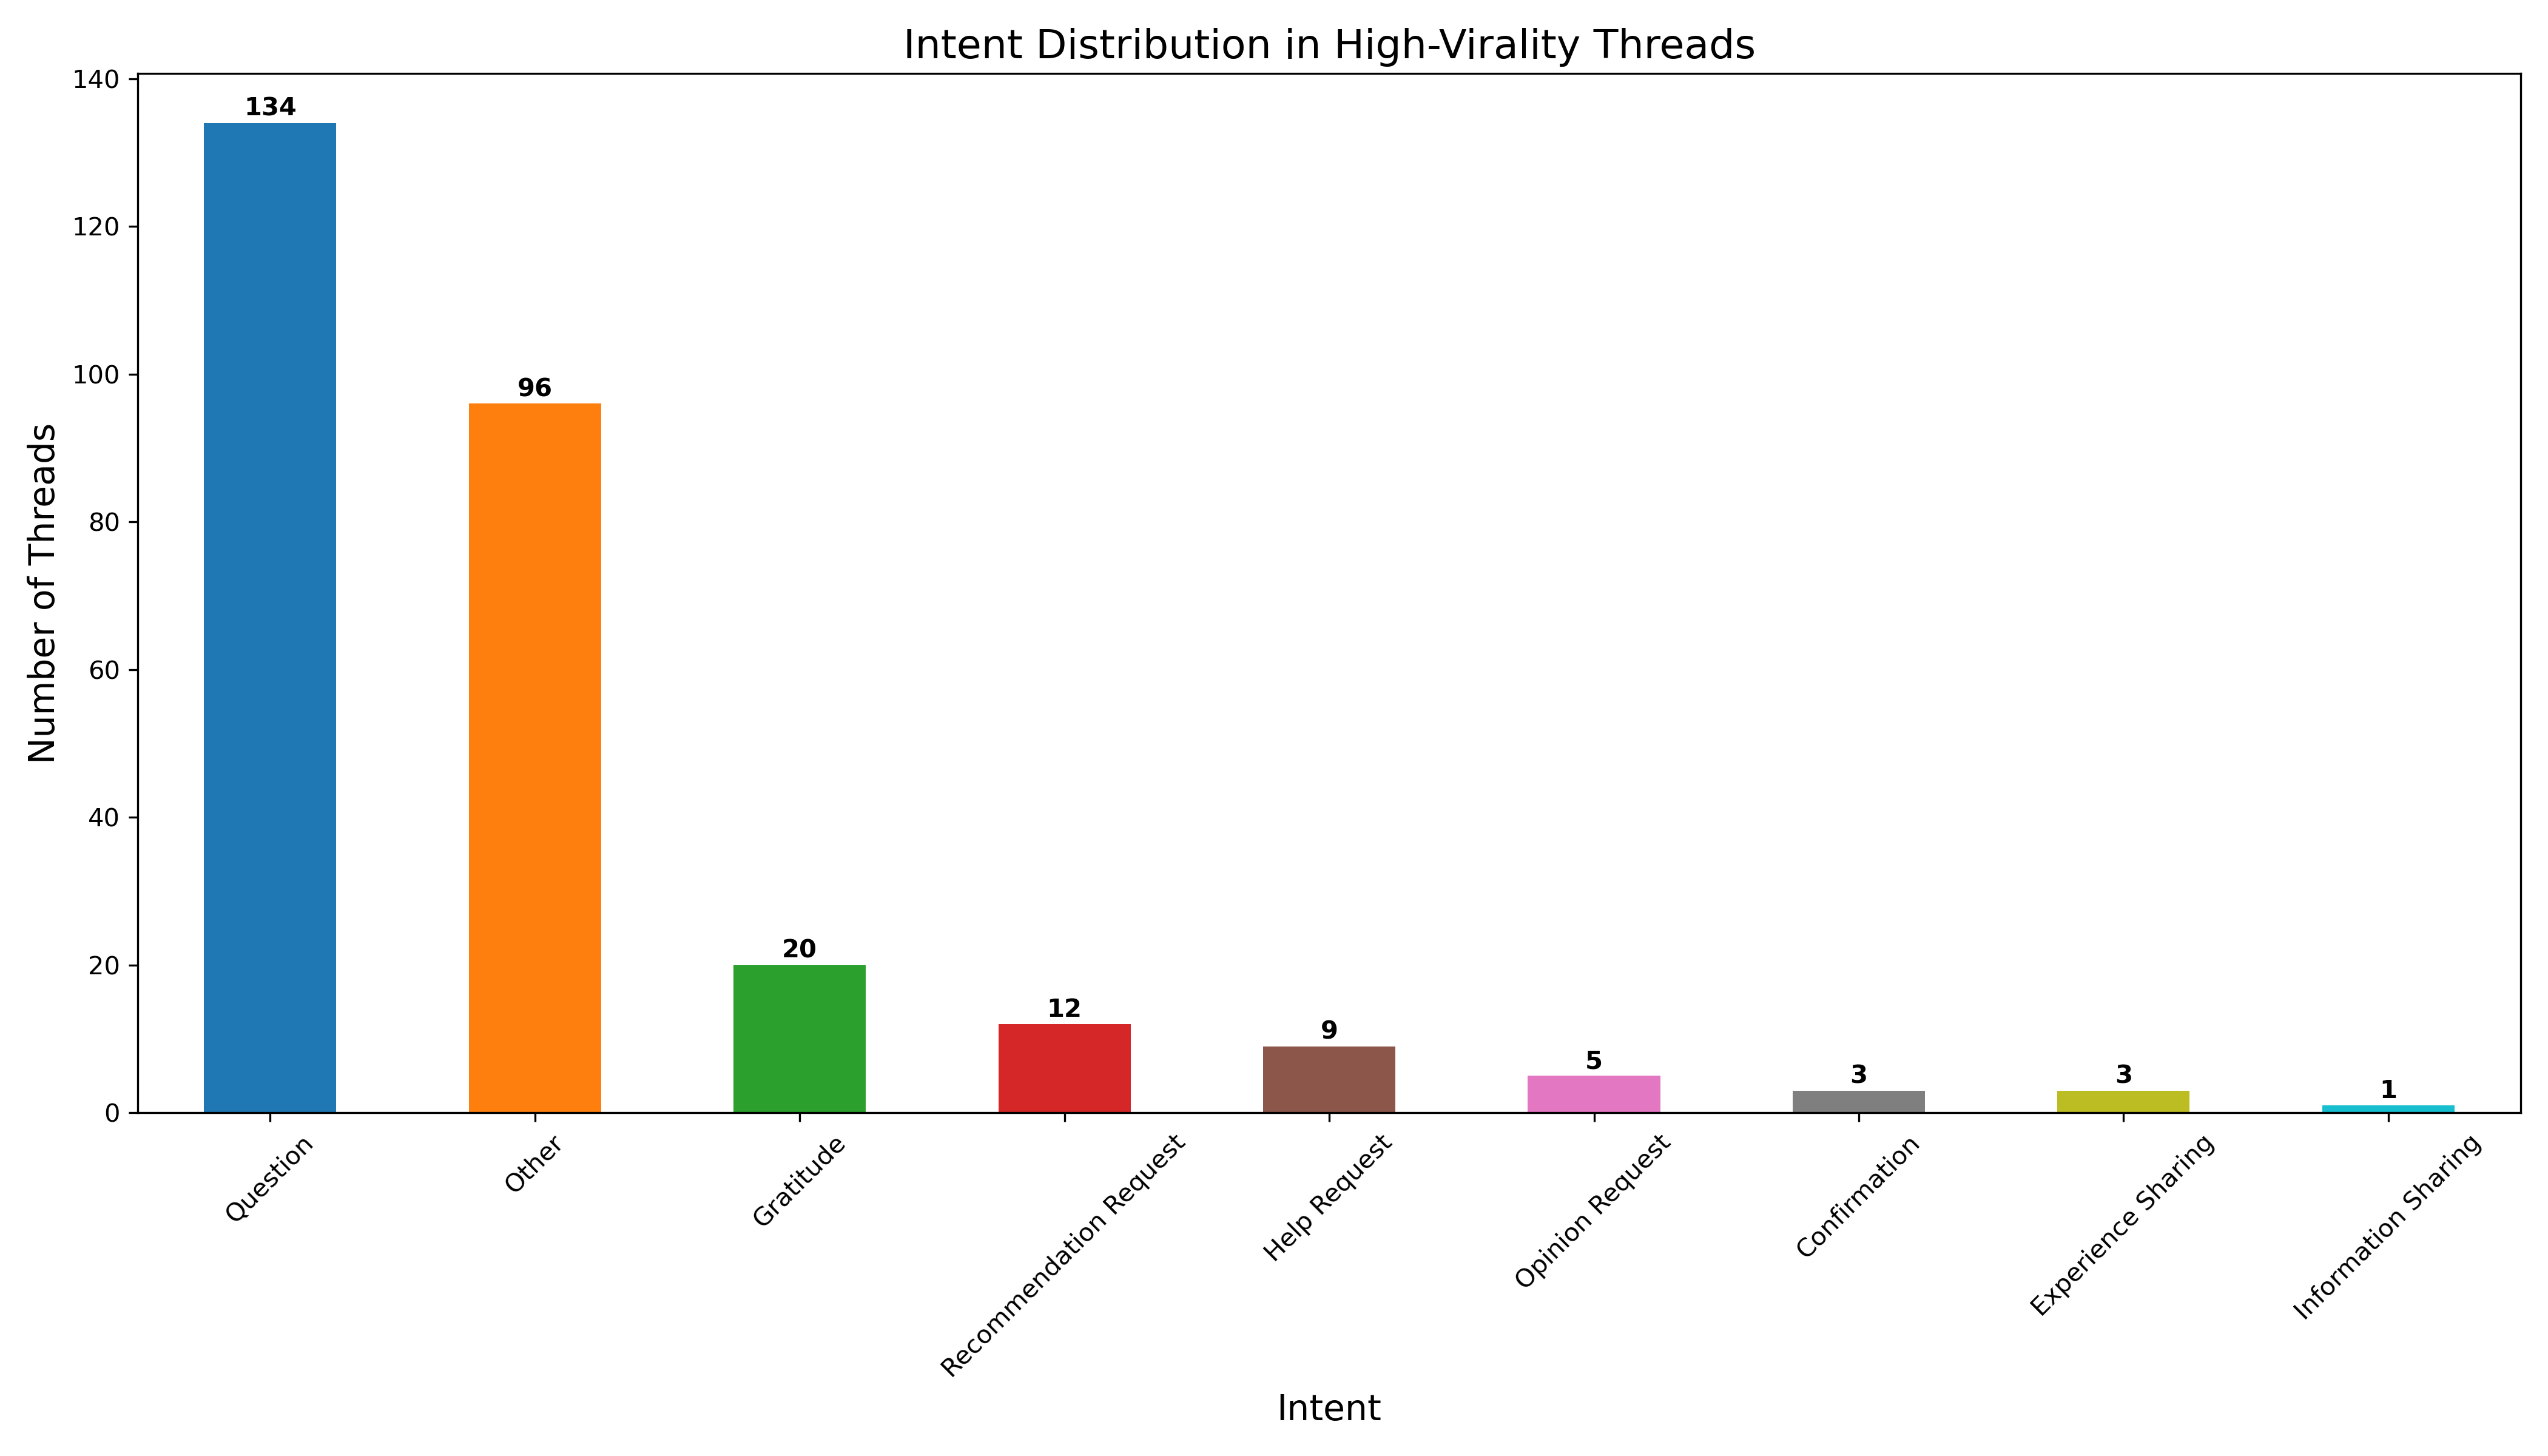 Intent Distribution in High-Virality Threads
Number of Threads
140
120
100
80
60
40
20
0
134
96
20
12
9
5
3
3
1
Question
Other
Gratitude
Recommendation Request
Help Request
Opinion Request
Confirmation
Experience Sharing
Information Sharing
Intent